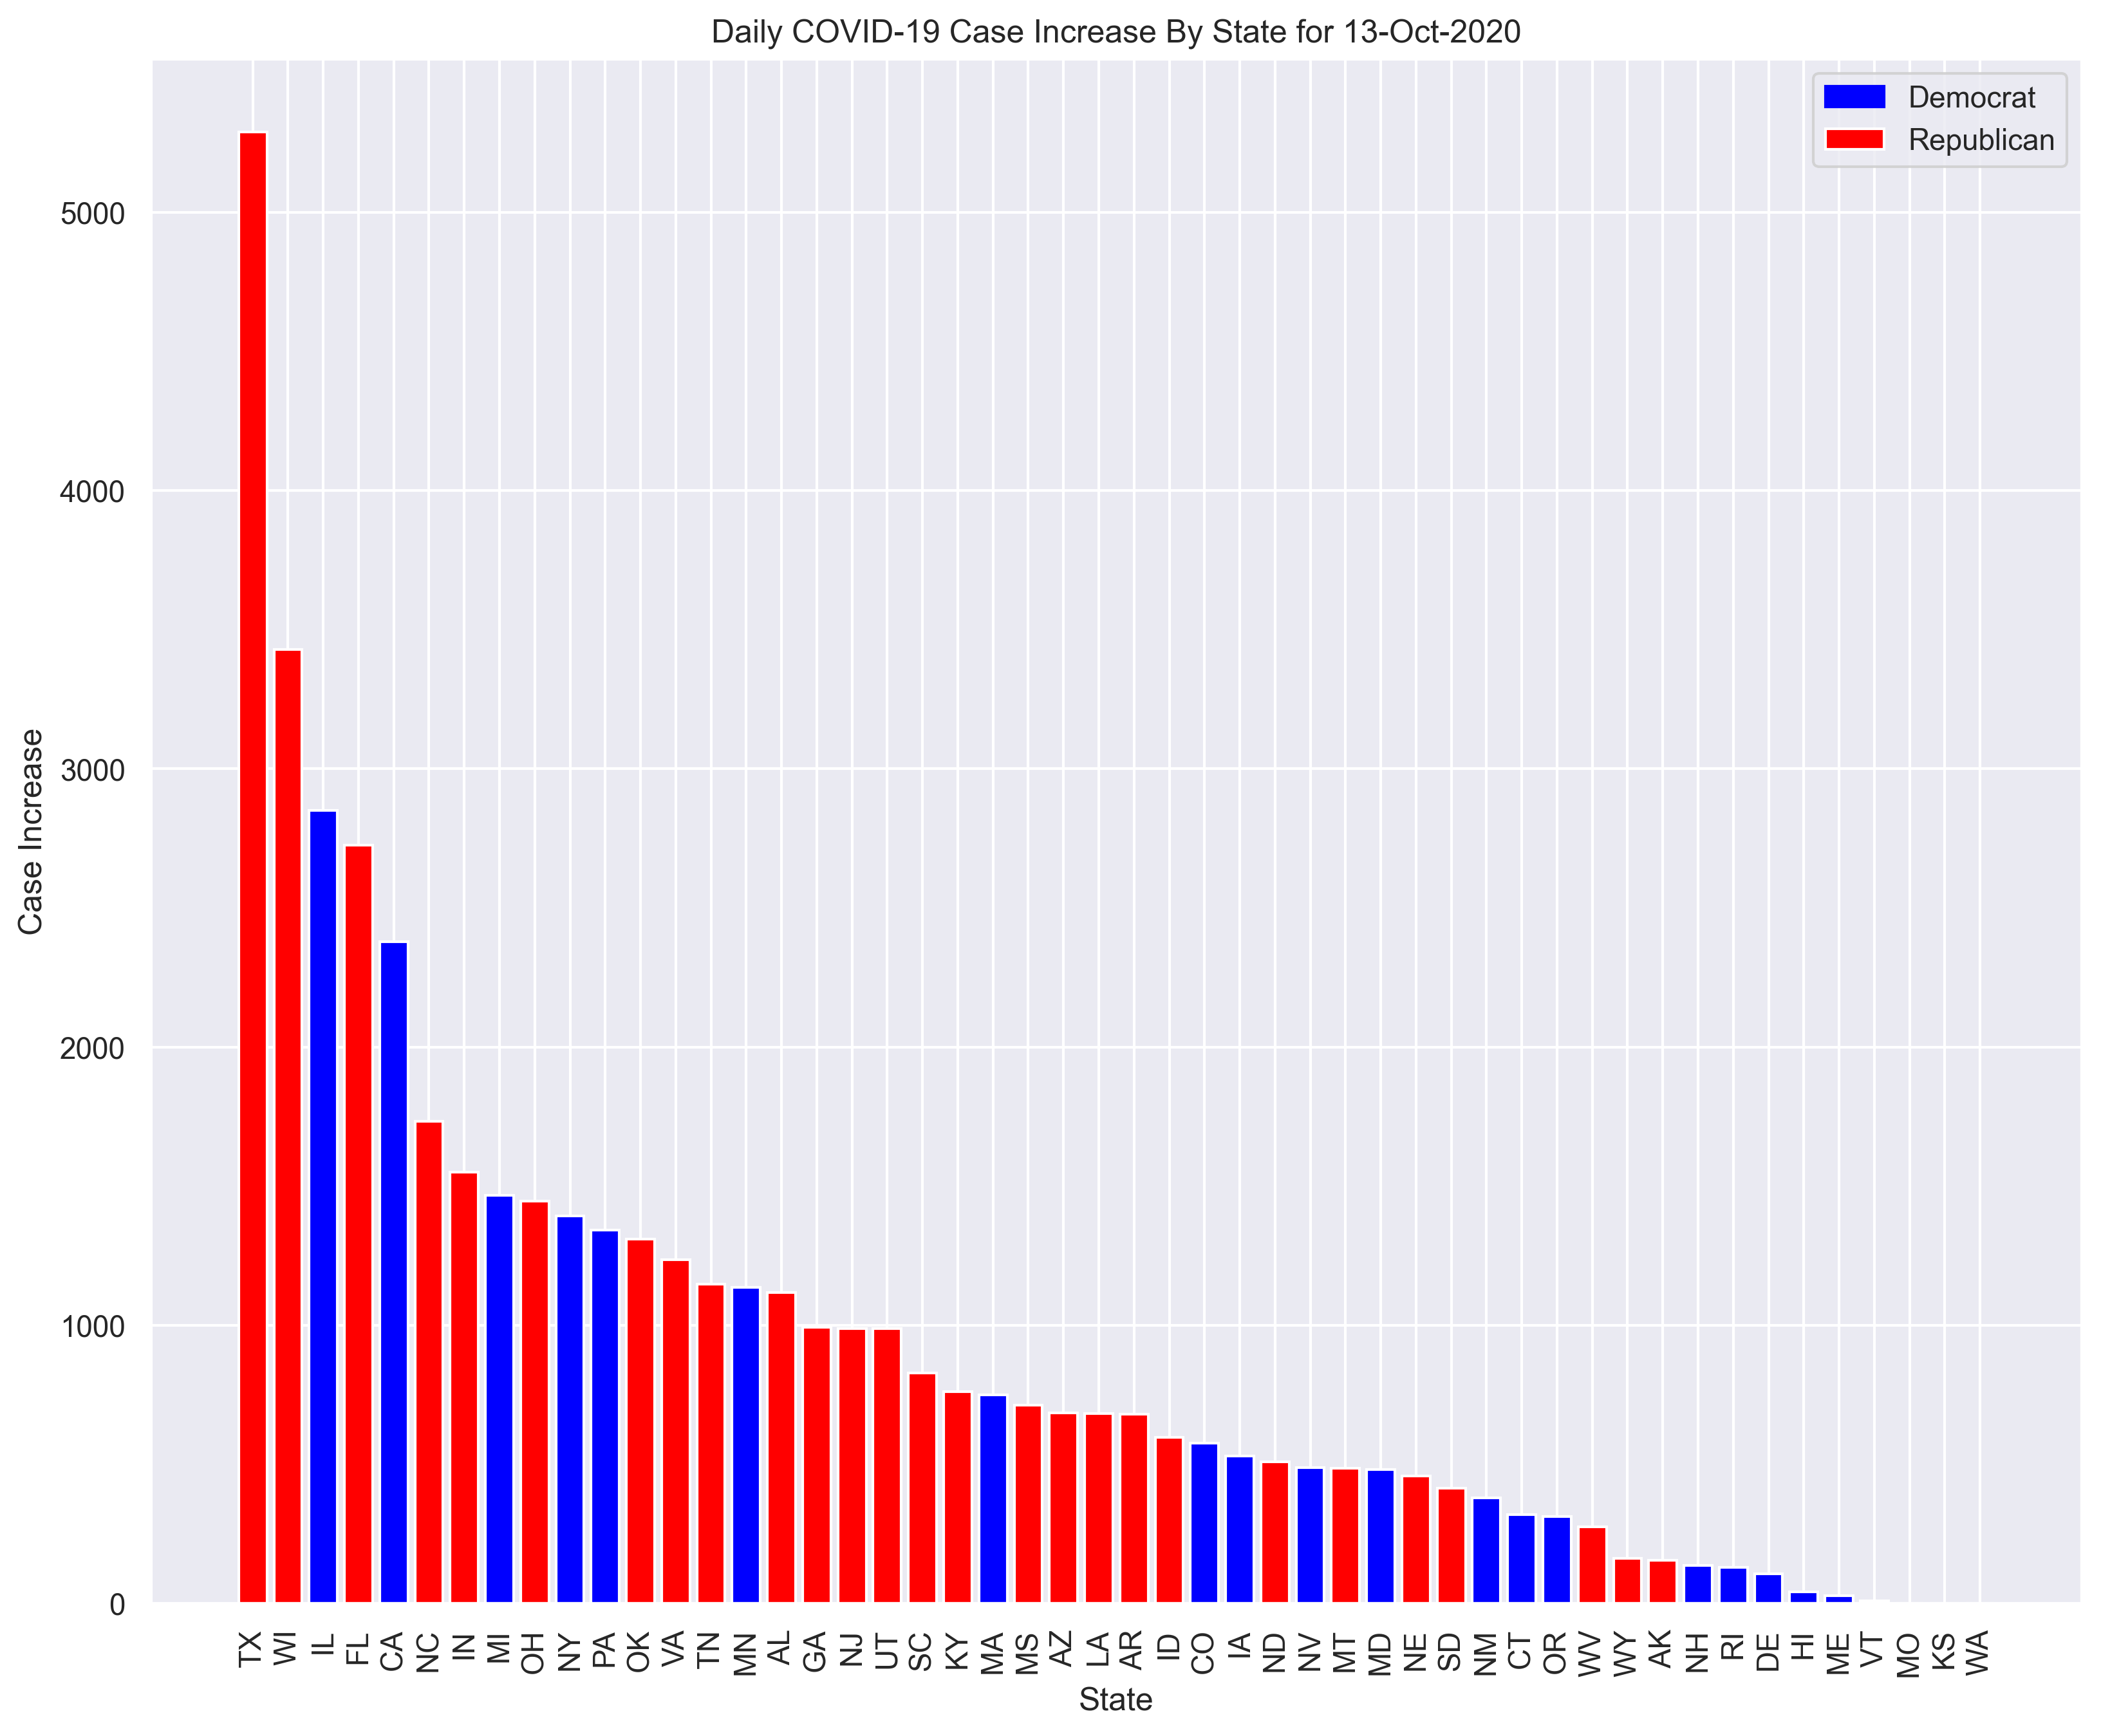 Daily COVID-19 Case Increase By State for 13-Oct-2020
Democrat
Republican
5000
4000
3000
2000
1000
0
Case Increase
TX WI IL FL CA NC IN MI OH NY PA OK VA TN MN AL GA NJ UT SC KY MA MS AZ LA AR ID CO IA ND NV MT MD NE SD NM CT OR WV WY AK NH RI DE HI ME VT MO KS WA
State